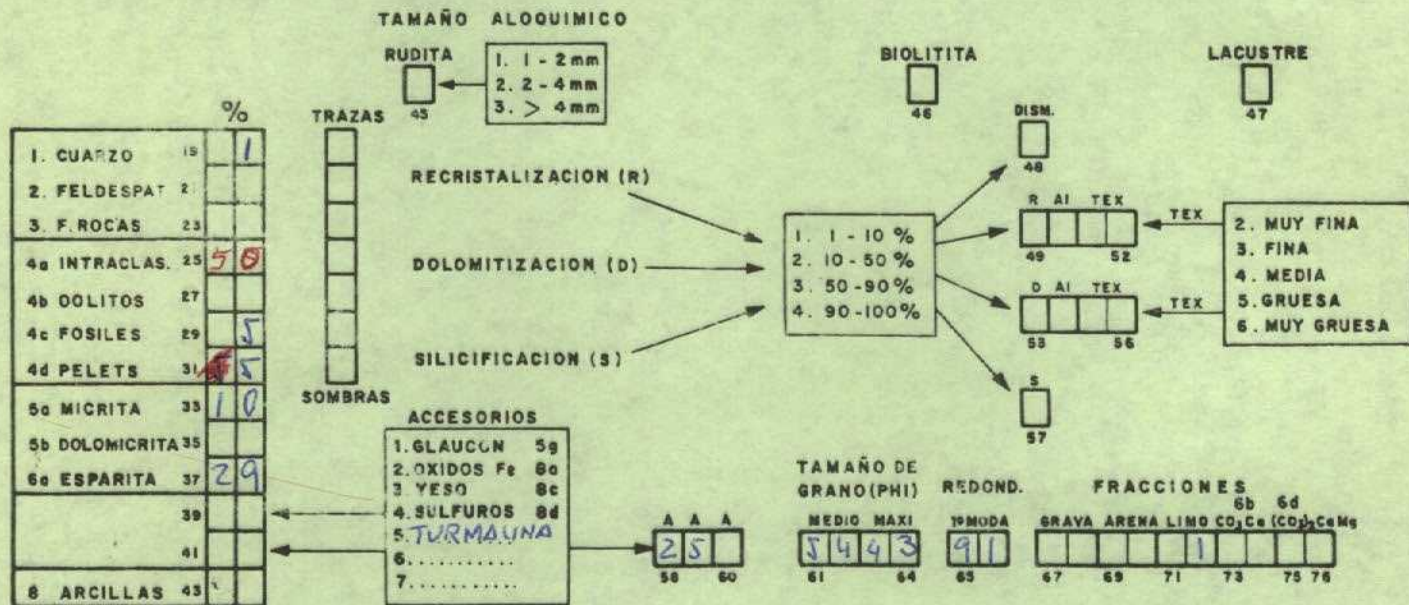 TAMAÑO ALOQUIMICO
RUDITA
45
1. 1 - 2 mm
2. 2 - 4 mm
3. > 4 mm
BIOLITITA
46
LACUSTRE
47
%
1. CUARZO 19 1
2. FELDESPAT 2
3. F. ROCAS 23
4a INTRACLAS. 25 5 0
4b OOLITOS 27
4c FOSILES 29 5
4d PELETS 31 5
5a MICRITA 33 1 0
5b DOLOMICRITA 35
6a ESPARITA 37 2 9
39
41
8 ARCILLAS 43
TRAZAS
SOMBRAS
RECRISTALIZACION (R)
DOLOMITIZACION (D)
SILICIFICACION (S)
1. 1 - 10 %
2. 10 - 50 %
3. 50 - 90 %
4. 90 - 100%
DISM.
48
R AI TEX
49 52
TEX
D AI TEX
53 56
TEX
S
57
2. MUY FINA
3. FINA
4. MEDIA
5. GRUESA
6. MUY GRUESA
ACCESORIOS
1. GLAUCON 5g
2. OXIDOS Fe 8a
3 YESO 8c
4. SULFUROS 8d
5. TURMALINA
6. ..........
7. ..........
A A A
2 5
58 60
TAMAÑO DE
GRANO (PHI)
MEDIO MAXI
5 4 4 3
61 64
REDOND.
1ª MODA
9 1
65
FRACCIONES
6b 6d
GRAVA ARENA LIMO CO₃Ca (CO₃)₂CaMg
1
67 69 71 73 75 76